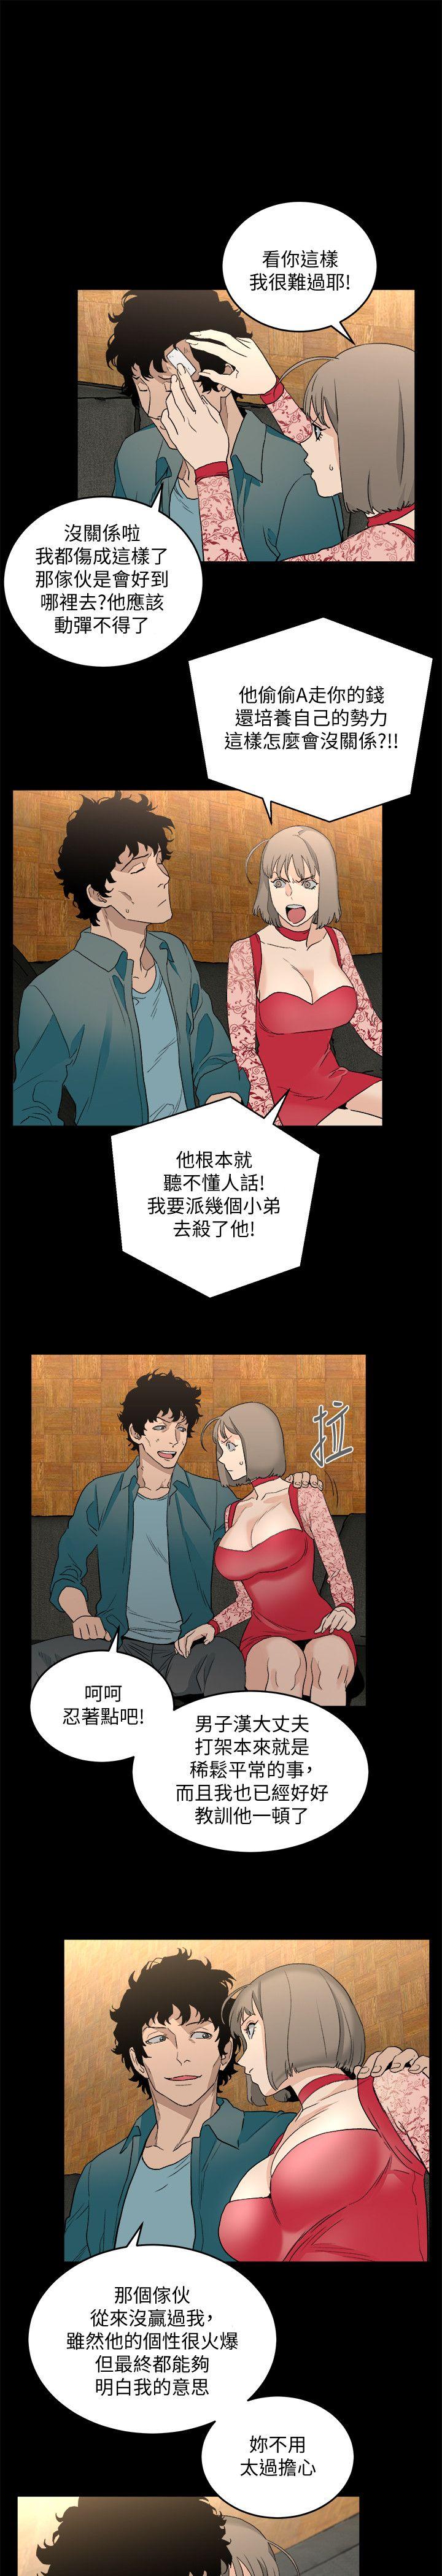 看你這樣
我很難過耶!
沒關係啦
我都傷成這樣了
那傢伙是會好到
哪裡去?他應該
動彈不得了
他偷偷A走你的錢
還培養自己的勢力
這樣怎麼會沒關係?!!
他根本就
聽不懂人話!
我要派幾個小弟
去殺了他!
拉
呵呵
忍著點吧!
男子漢大丈夫
打架本來就是
稀鬆平常的事,
而且我也已經好好
教訓他一頓了
那個傢伙
從來沒贏過我,
雖然他的個性很火爆
但最終都能夠
明白我的意思
妳不用
太過擔心